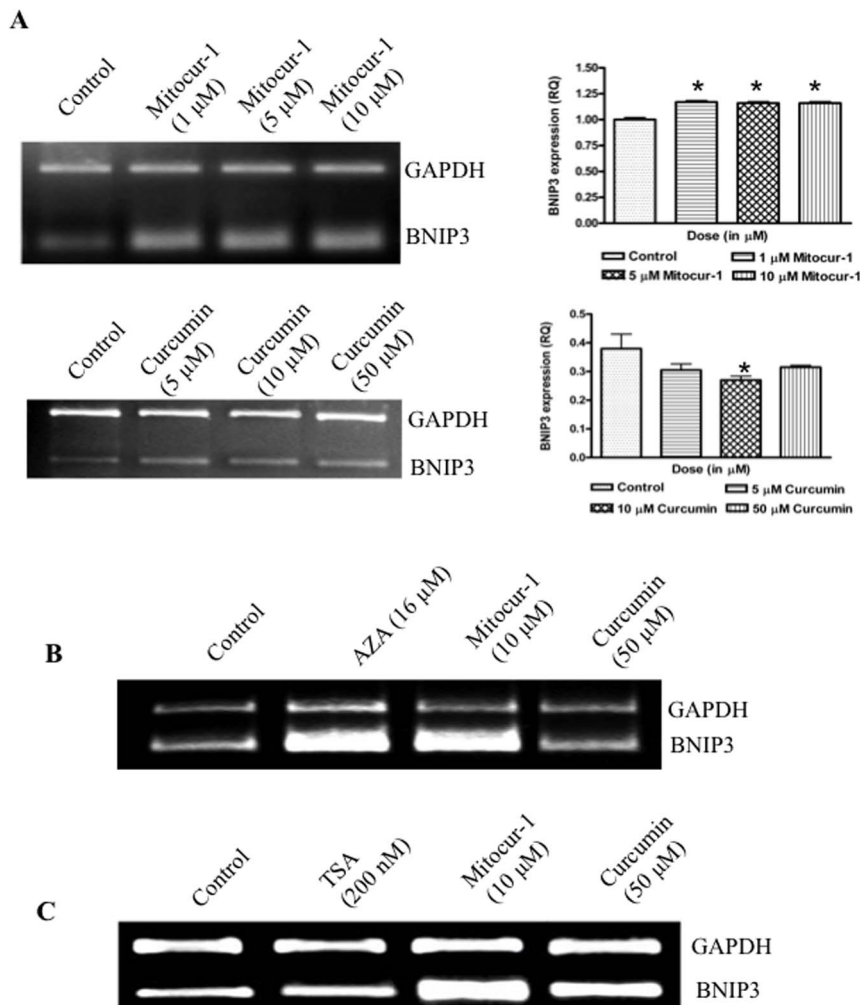 A
Control
Mitocur-1
(1 µM)
Mitocur-1
(5 µM)
Mitocur-1
(10 µM)
GAPDH
BNIP3
BNIP3 expression (RQ)
1.50
1.25
1.00
0.75
0.50
0.25
0.00
* * *
Dose (in µM)
Control
1 µM Mitocur-1
5 µM Mitocur-1
10 µM Mitocur-1
Control
Curcumin
(5 µM)
Curcumin
(10 µM)
Curcumin
(50 µM)
GAPDH
BNIP3
BNIP3 expression (RQ)
0.5
0.4
0.3
0.2
0.1
0.0
*
Dose (in µM)
Control
5 µM Curcumin
10 µM Curcumin
50 µM Curcumin
B
Control
AZA (16 µM)
Mitocur-1
(10 µM)
Curcumin
(50 µM)
GAPDH
BNIP3
C
Control
TSA
(200 nM)
Mitocur-1
(10 µM)
Curcumin
(50 µM)
GAPDH
BNIP3